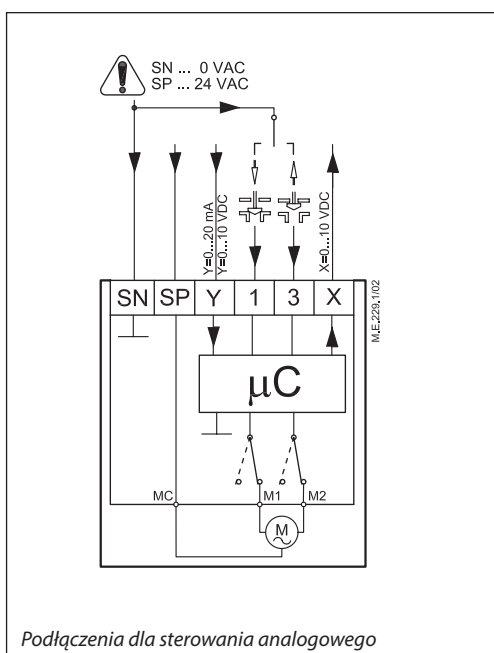 SN ... 0 VAC
SP ... 24 VAC
Y=0...20 mA
Y=0...10 VDC
X=0...10 VDC
SN SP Y 1 3 X
M.E.229.1/02
µC
MC M1 M2
M
Podłączenia dla sterowania analogowego